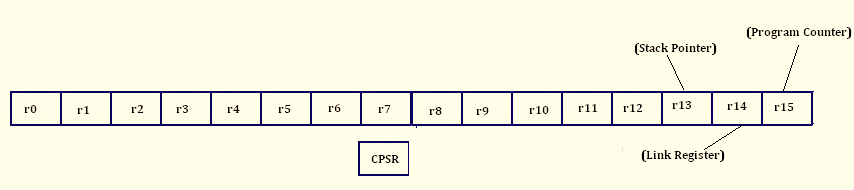 (Program Counter)
(Stack Pointer)
r0 r1 r2 r3 r4 r5 r6 r7 r8 r9 r10 r11 r12 r13 r14 r15
CPSR
(Link Register)